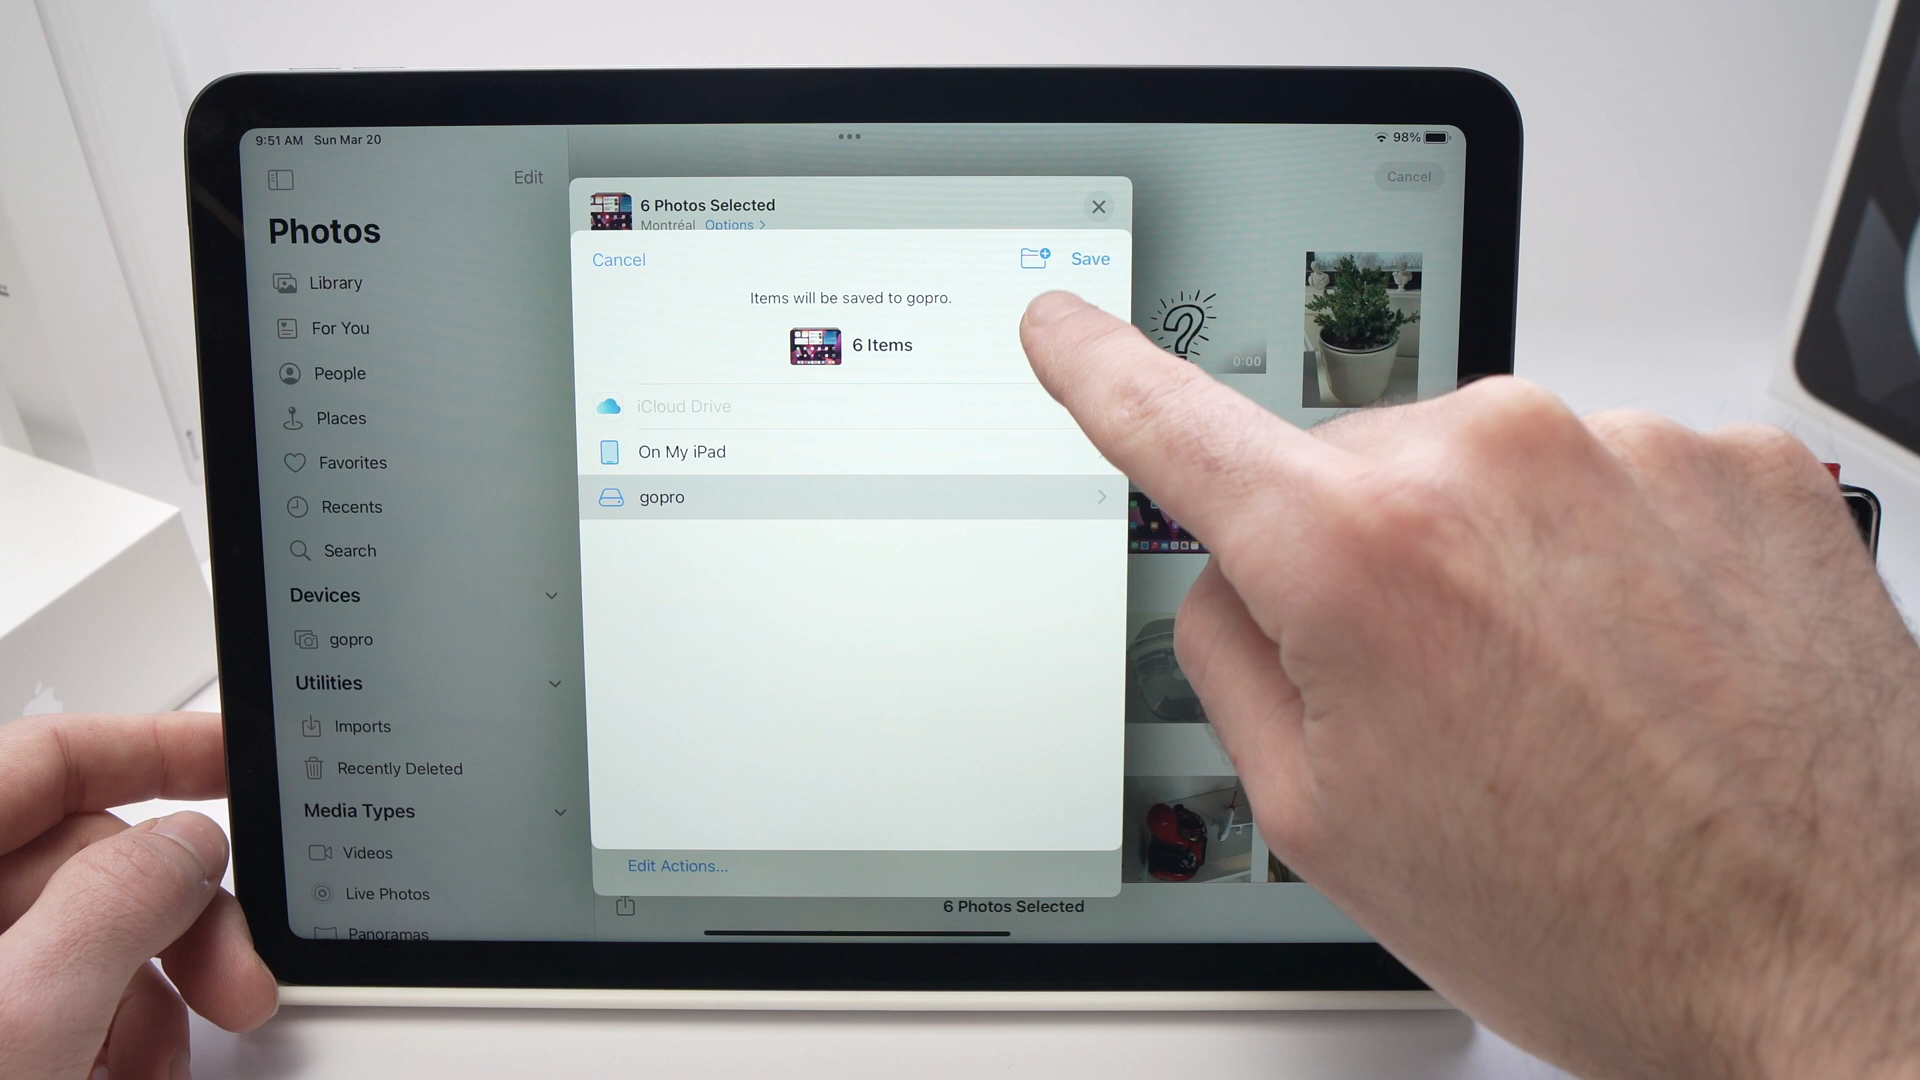 9:51 AM Sun Mar 20
98%
Edit
Cancel
Photos
Library
For You
People
Places
Favorites
Recents
Search
Devices
gopro
Utilities
Imports
Recently Deleted
Media Types
Videos
Live Photos
Panoramas
6 Photos Selected
Montréal Options >
Cancel
Save
Items will be saved to gopro.
6 Items
iCloud Drive
On My iPad
gopro
Edit Actions...
6 Photos Selected
?
0:00